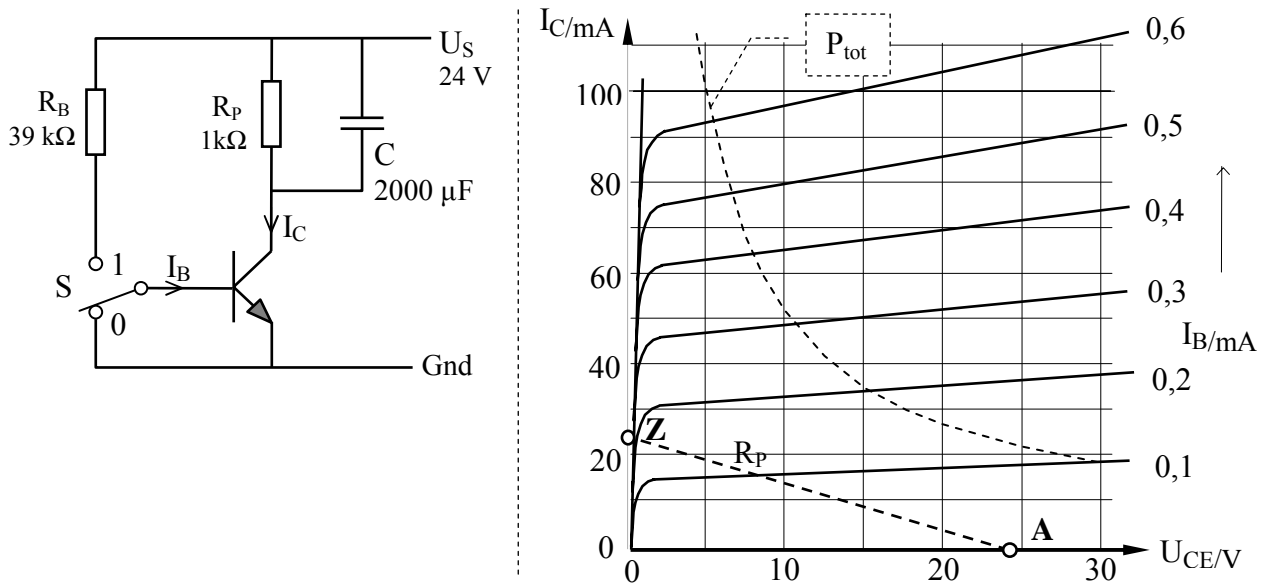 U_S
24 V
R_B
39 kΩ
R_P
1kΩ
C
2000 µF
I_C
S
1
0
I_B
Gnd
I_C/mA
P_tot
100
80
60
40
20
0
0,6
0,5
0,4
0,3
I_B/mA
0,2
0,1
Z
R_P
A
0
10
20
30
U_CE/V